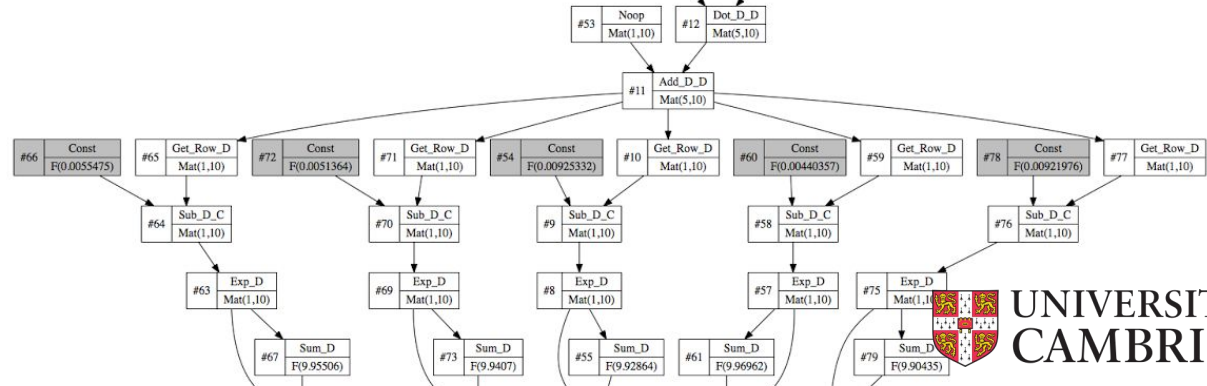 #53 Noop Mat(1,10)
#12 Dot_D_D Mat(5,10)
#11 Add_D_D Mat(5,10)
#66 Const F(0.0055475)
#65 Get_Row_D Mat(1,10)
#72 Const F(0.0051364)
#71 Get_Row_D Mat(1,10)
#54 Const F(0.00925332)
#10 Get_Row_D Mat(1,10)
#60 Const F(0.00440357)
#59 Get_Row_D Mat(1,10)
#78 Const F(0.00921976)
#77 Get_Row_D Mat(1,10)
#64 Sub_D_C Mat(1,10)
#70 Sub_D_C Mat(1,10)
#9 Sub_D_C Mat(1,10)
#58 Sub_D_C Mat(1,10)
#76 Sub_D_C Mat(1,10)
#63 Exp_D Mat(1,10)
#69 Exp_D Mat(1,10)
#8 Exp_D Mat(1,10)
#57 Exp_D Mat(1,10)
#75 Exp_D Mat(1,10
UNIVERSIT
CAMBRI
#67 Sum_D F(9.95506)
#73 Sum_D F(9.9407)
#55 Sum_D F(9.92864)
#61 Sum_D F(9.96962)
#79 Sum_D F(9.90435)